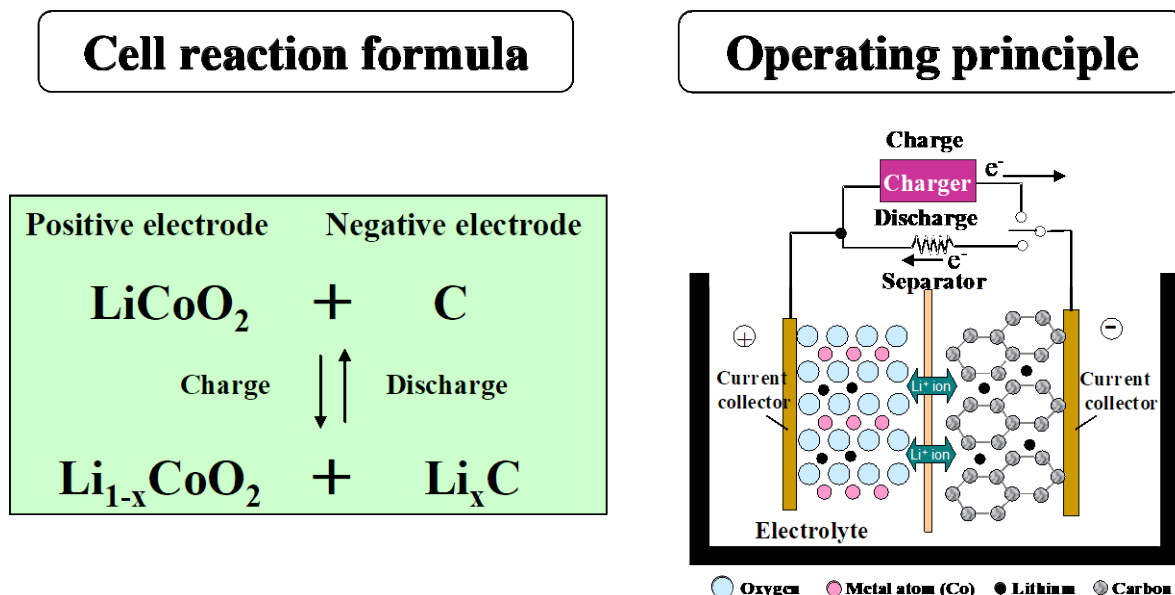 Cell reaction formula
Operating principle
Positive electrode Negative electrode
LiCoO₂ + C
Charge Discharge
Li₁₋ₓCoO₂ + LiₓC
Charge
Charger
e⁻
Discharge
e⁻
Separator
+
-
Current
collector
Li⁺ ion
Li⁺ ion
Current
collector
Electrolyte
Oxygen Metal atom (Co) Lithium Carbon